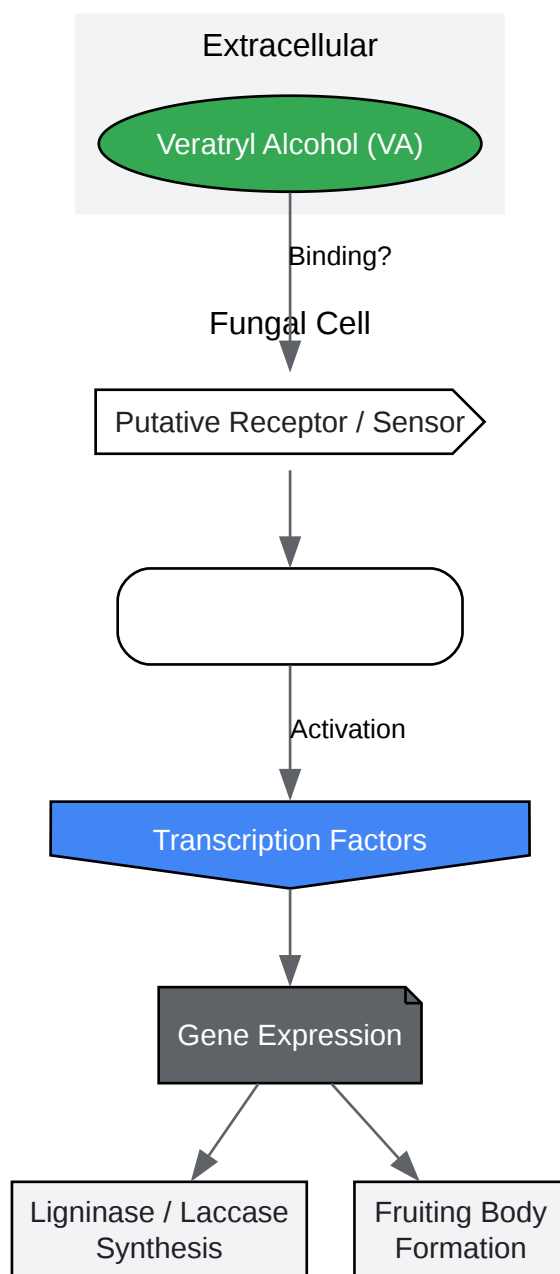 Extracellular
Veratryl Alcohol (VA)
Binding?
Fungal Cell
Putative Receptor / Sensor
Activation
Transcription Factors
Gene Expression
Ligninase / Laccase
Synthesis
Fruiting Body
Formation